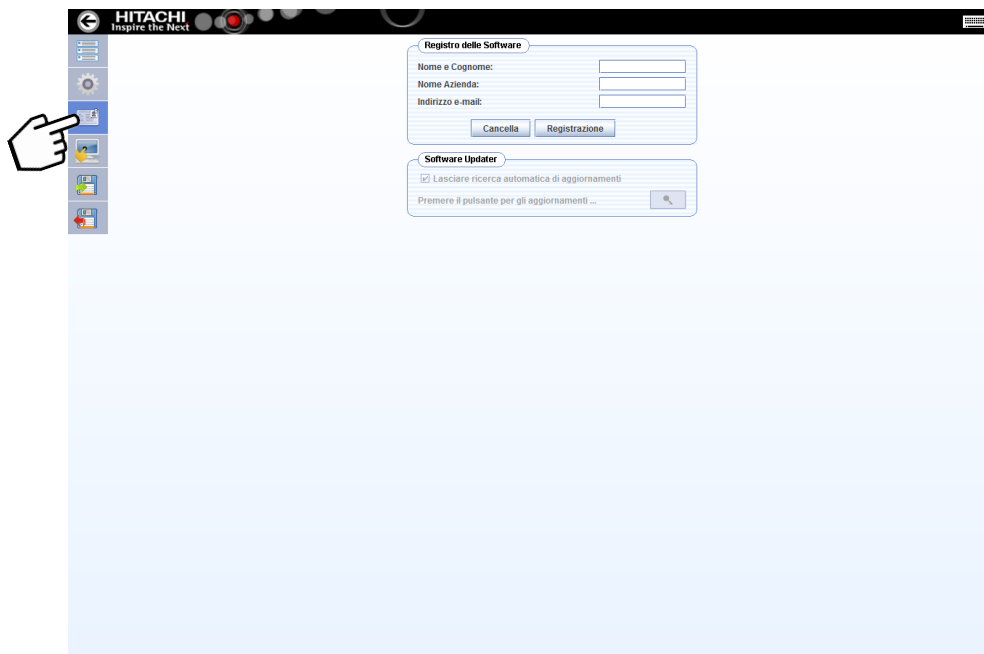 HITACHI
Inspire the Next
Registro delle Software
Nome e Cognome:
Nome Azienda:
Indirizzo e-mail:
Cancella Registrazione
Software Updater
Lasciare ricerca automatica di aggiornamenti
Premere il pulsante per gli aggiornamenti ...